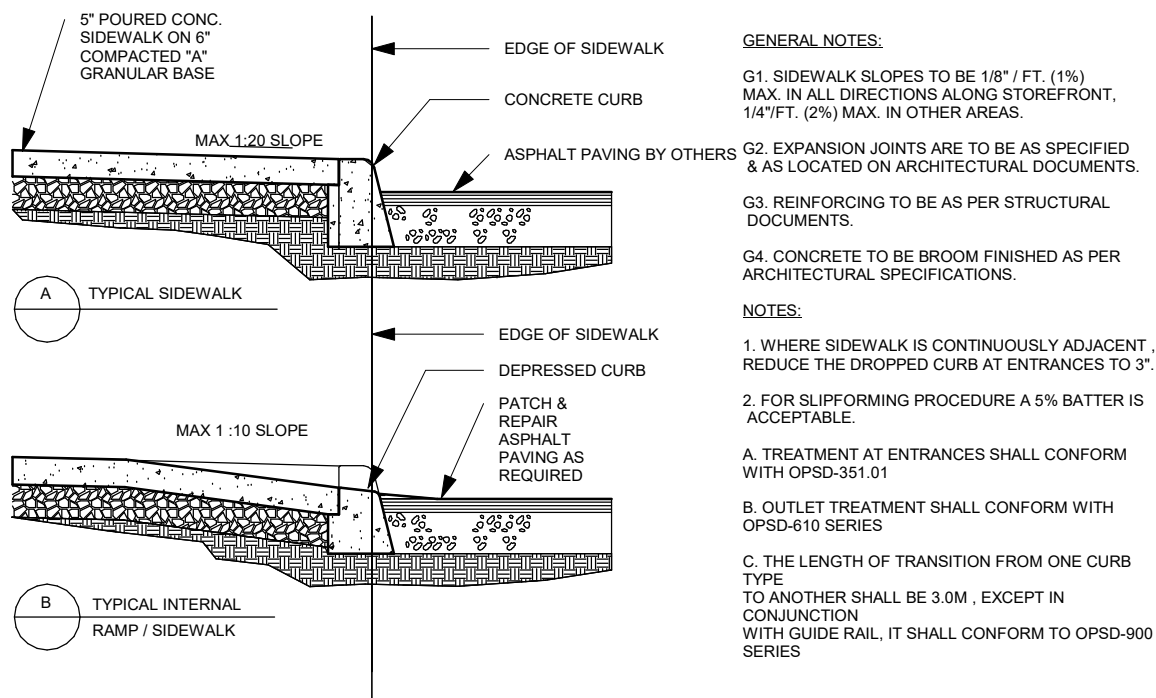 5" POURED CONC.
SIDEWALK ON 6"
COMPACTED "A"
GRANULAR BASE
EDGE OF SIDEWALK
CONCRETE CURB
MAX 1:20 SLOPE
ASPHALT PAVING BY OTHERS
A
TYPICAL SIDEWALK
EDGE OF SIDEWALK
DEPRESSED CURB
PATCH &
REPAIR
ASPHALT
PAVING AS
REQUIRED
MAX 1 :10 SLOPE
B
TYPICAL INTERNAL
RAMP / SIDEWALK
GENERAL NOTES:
G1. SIDEWALK SLOPES TO BE 1/8" / FT. (1%)
MAX. IN ALL DIRECTIONS ALONG STOREFRONT,
1/4"/FT. (2%) MAX. IN OTHER AREAS.
G2. EXPANSION JOINTS ARE TO BE AS SPECIFIED
& AS LOCATED ON ARCHITECTURAL DOCUMENTS.
G3. REINFORCING TO BE AS PER STRUCTURAL
DOCUMENTS.
G4. CONCRETE TO BE BROOM FINISHED AS PER
ARCHITECTURAL SPECIFICATIONS.
NOTES:
1. WHERE SIDEWALK IS CONTINUOUSLY ADJACENT ,
REDUCE THE DROPPED CURB AT ENTRANCES TO 3".
2. FOR SLIPFORMING PROCEDURE A 5% BATTER IS
ACCEPTABLE.
A. TREATMENT AT ENTRANCES SHALL CONFORM
WITH OPSD-351.01
B. OUTLET TREATMENT SHALL CONFORM WITH
OPSD-610 SERIES
C. THE LENGTH OF TRANSITION FROM ONE CURB
TYPE
TO ANOTHER SHALL BE 3.0M , EXCEPT IN
CONJUNCTION
WITH GUIDE RAIL, IT SHALL CONFORM TO OPSD-900
SERIES